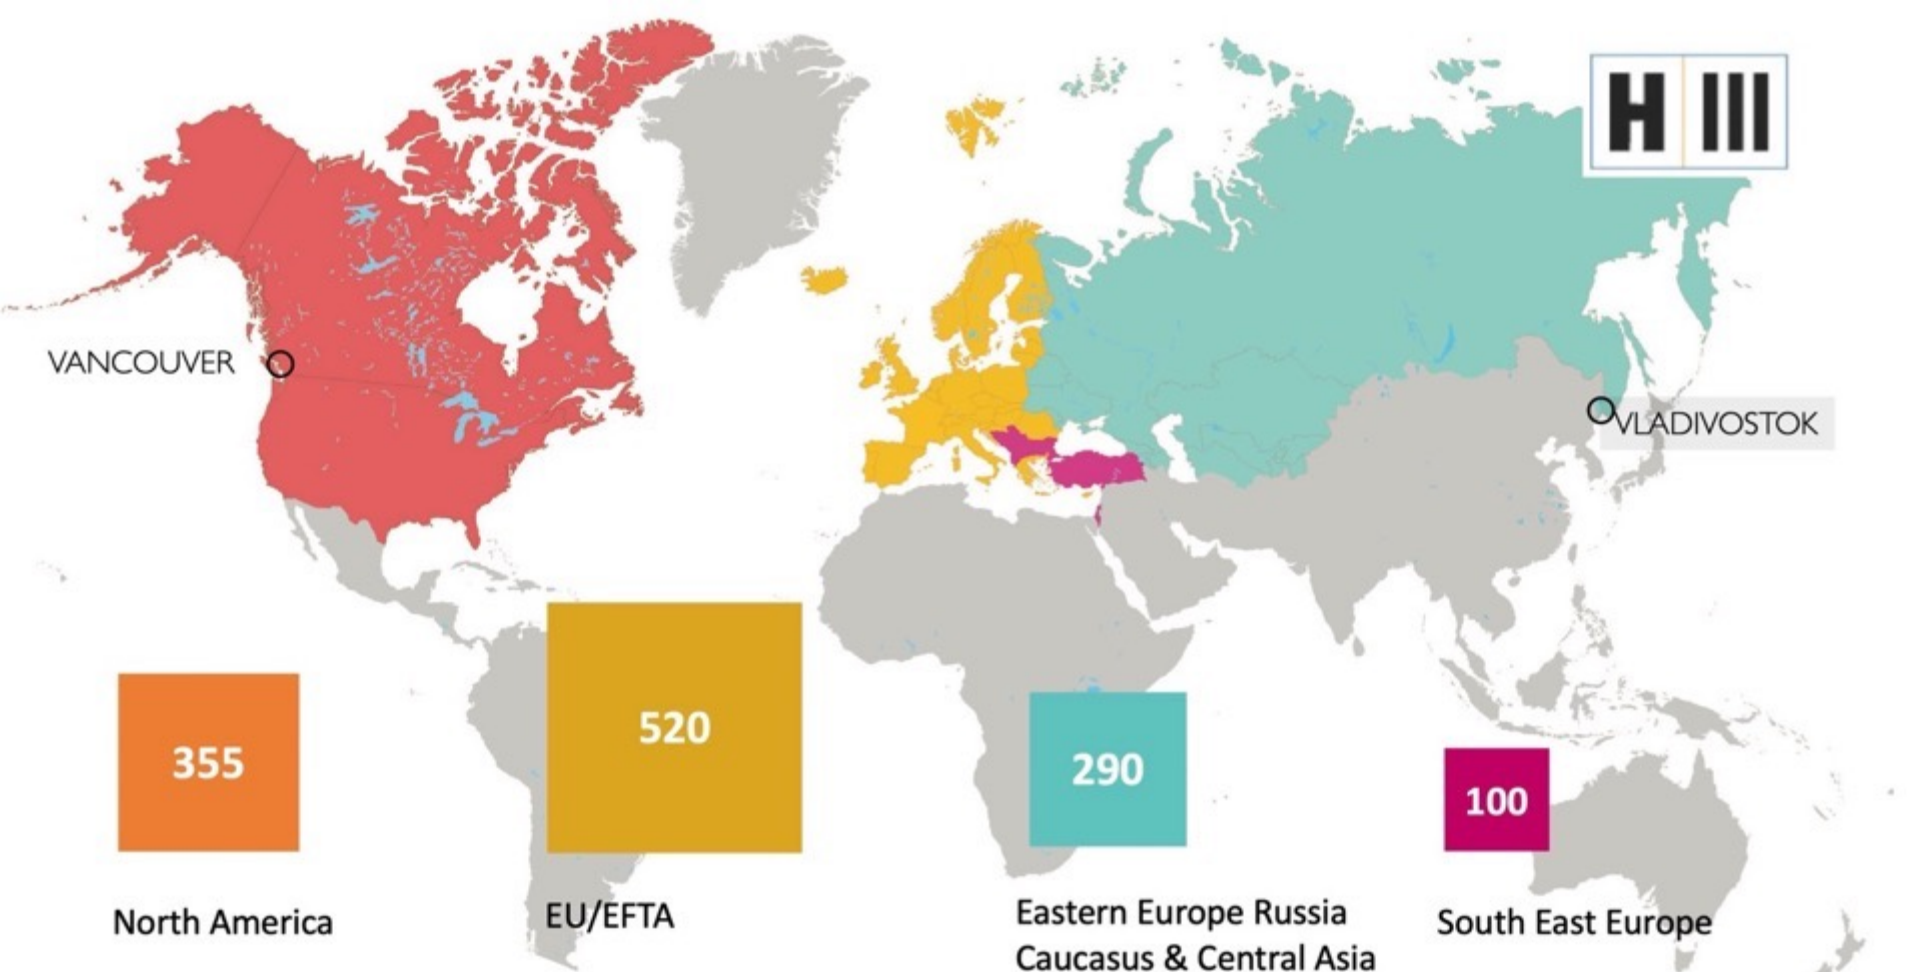 H III
VANCOUVER
VLADIVOSTOK
355
520
290
100
North America
EU/EFTA
Eastern Europe Russia
Caucasus & Central Asia
South East Europe